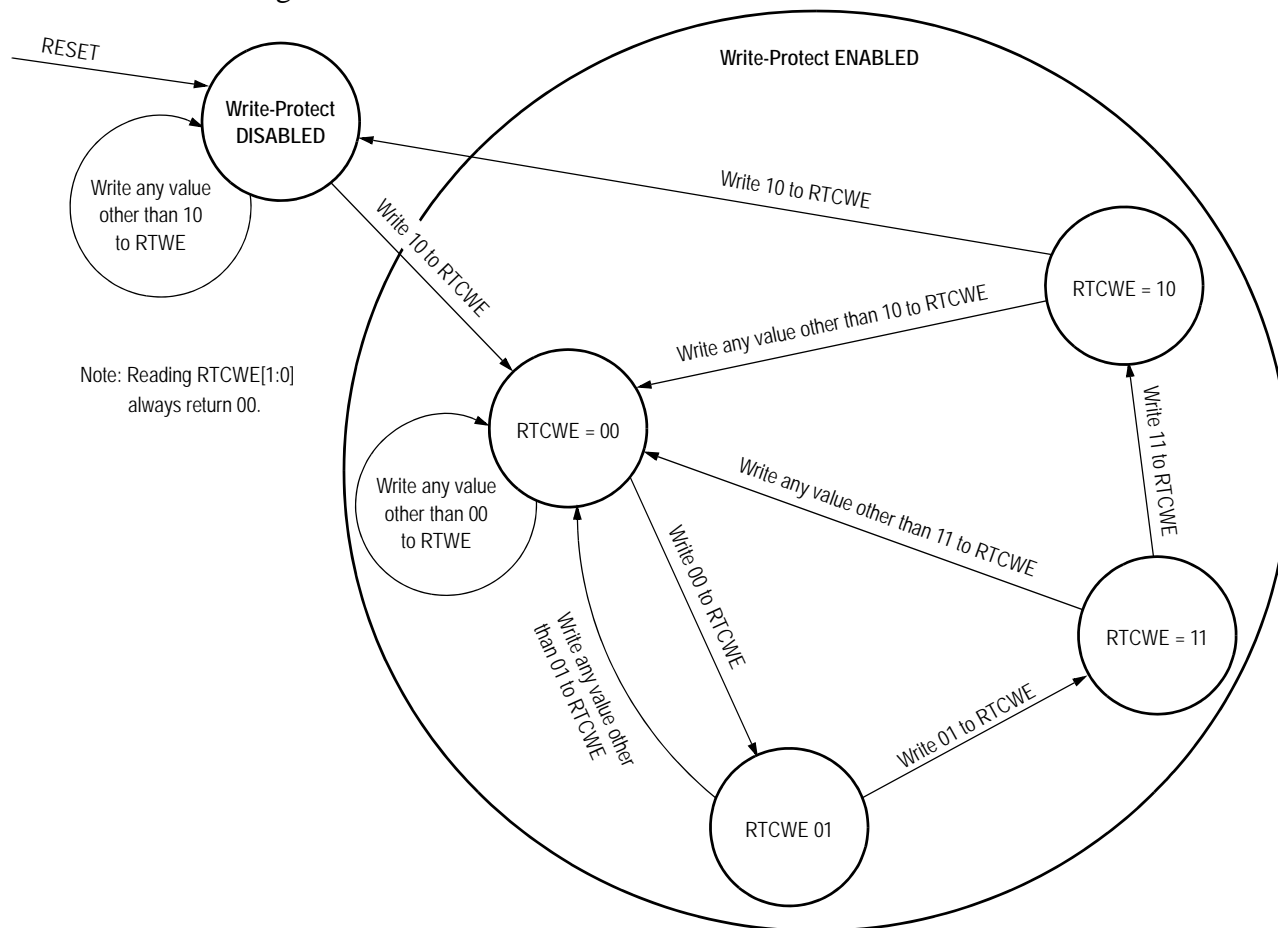 RESET
Write-Protect
DISABLED
Write any value
other than 10
to RTWE
Write 10 to RTCWE
Note: Reading RTCWE[1:0]
always return 00.
Write-Protect ENABLED
Write 10 to RTCWE
RTCWE = 10
Write any value other than 10 to RTCWE
RTCWE = 00
Write any value
other than 00
to RTWE
Write 11 to RTCWE
Write any value other than 11 to RTCWE
Write 00 to RTCWE
RTCWE = 11
Write any value other
than 01 to RTCWE
Write 01 to RTCWE
RTCWE 01